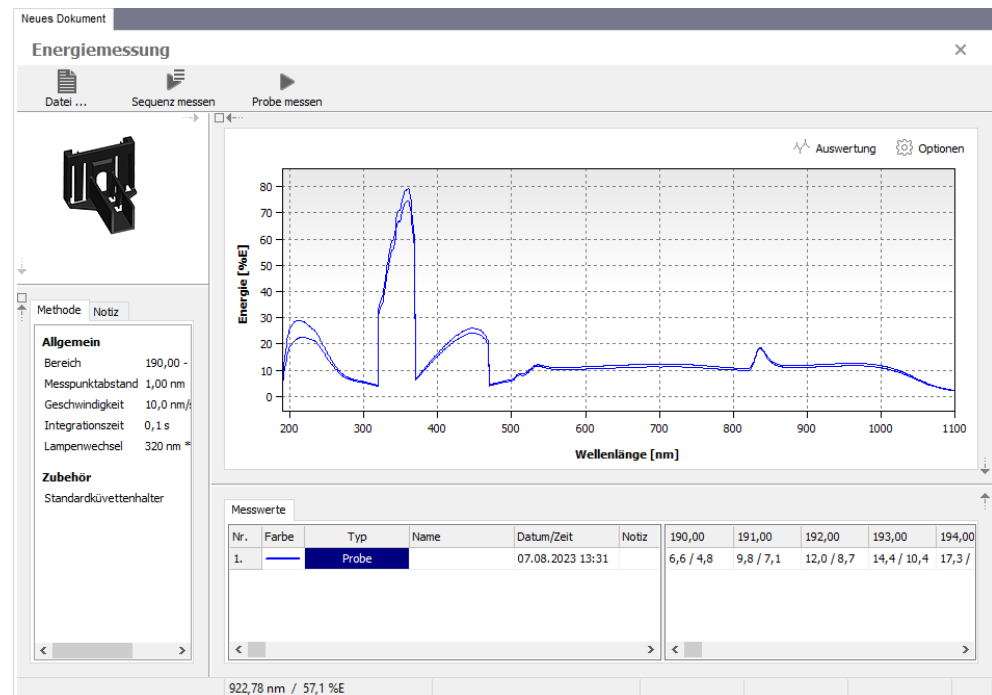 Neues Dokument
Energiemessung
Datei ...
Sequenz messen
Probe messen
Auswertung
Optionen
Energie [%E]
80
70
60
50
40
30
20
10
0
200 300 400 500 600 700 800 900 1000 1100
Wellenlänge [nm]
Methode Notiz
Allgemein
Bereich 190,00 -
Messpunktabstand 1,00 nm
Geschwindigkeit 10,0 nm/
Integrationszeit 0,1 s
Lampenwechsel 320 nm *
Zubehör
Standardküvettenhalter
Messwerte
Nr. Farbe Typ Name Datum/Zeit Notiz 190,00 191,00 192,00 193,00 194,00
1. Probe 07.08.2023 13:31 6,6 / 4,8 9,8 / 7,1 12,0 / 8,7 14,4 / 10,4 17,3 /
922,78 nm / 57,1 %E